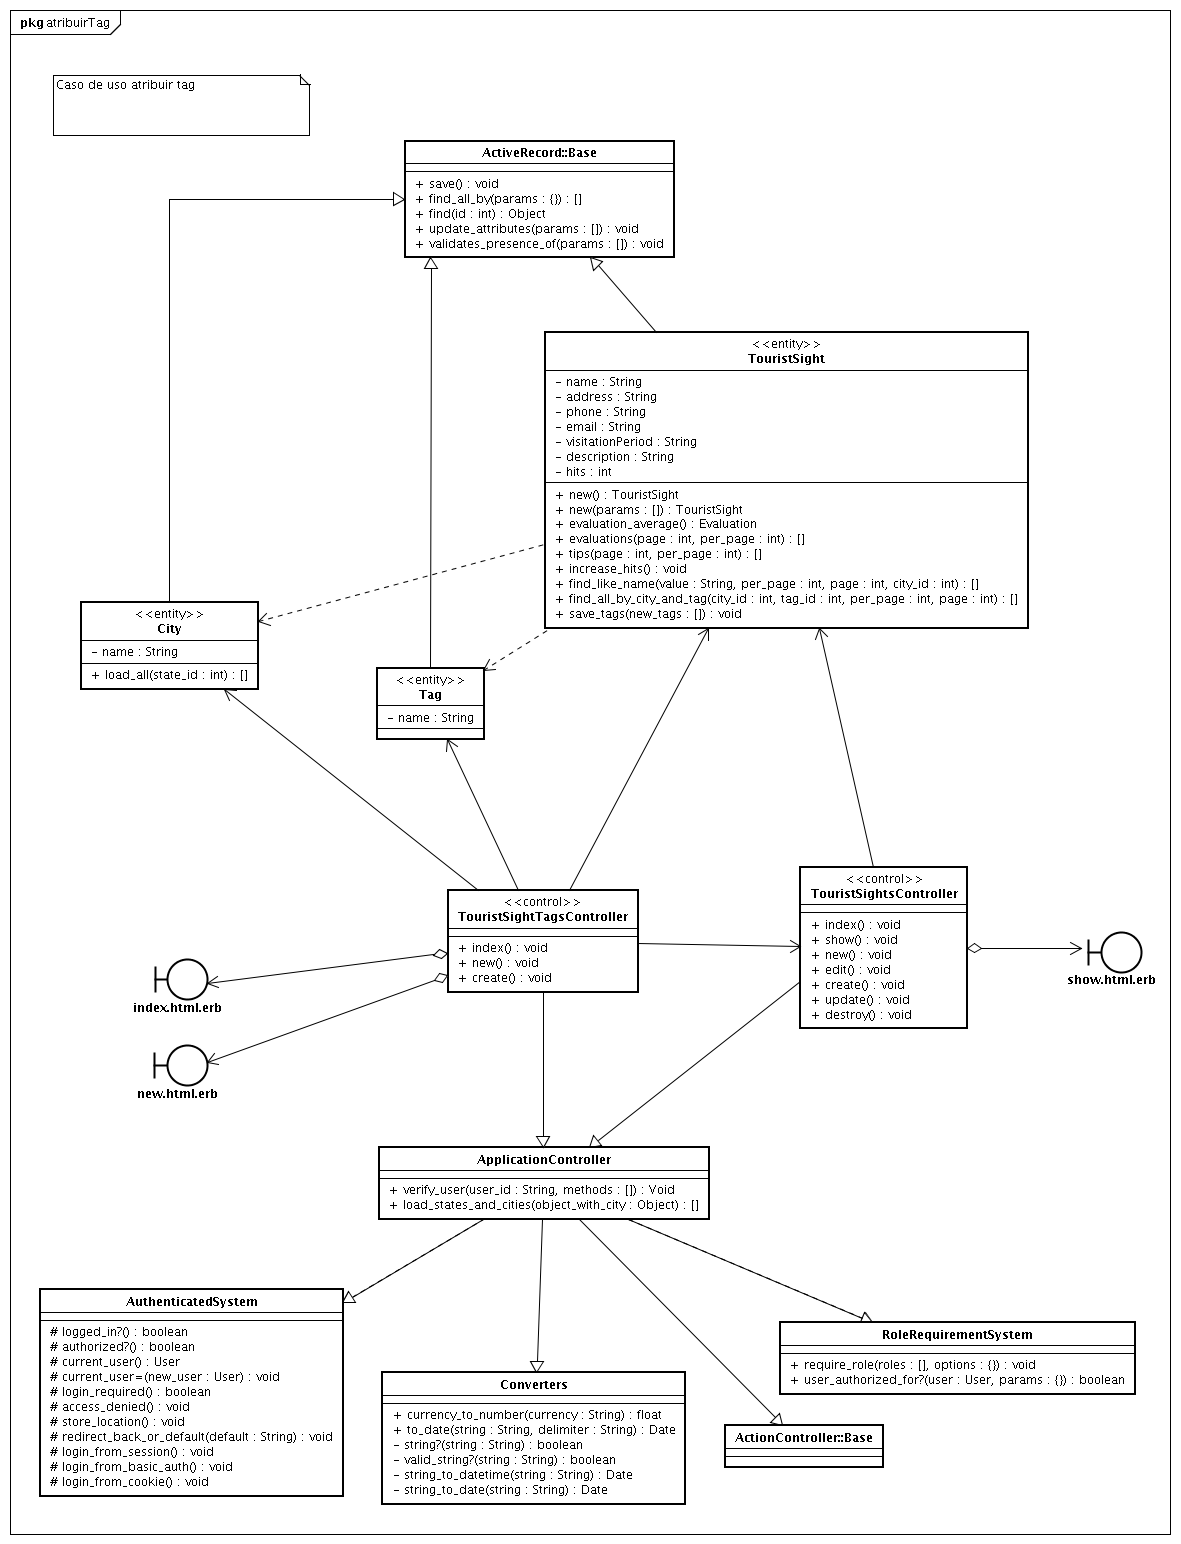 pkg atribuirTag
Caso de uso atribuir tag
ActiveRecord::Base
+ save() : void
+ find_all_by(params : {}) : []
+ find(id : int) : Object
+ update_attributes(params : []) : void
+ validates_presence_of(params : []) : void
<<entity>>
TouristSight
- name : String
- address : String
- phone : String
- email : String
- visitationPeriod : String
- description : String
- hits : int
+ new() : TouristSight
+ new(params : []) : TouristSight
+ evaluation_average() : Evaluation
+ evaluations(page : int, per_page : int) : []
+ tips(page : int, per_page : int) : []
+ increase_hits() : void
+ find_like_name(value : String, per_page : int, page : int, city_id : int) : []
+ find_all_by_city_and_tag(city_id : int, tag_id : int, per_page : int, page : int) : []
+ save_tags(new_tags : []) : void
<<entity>>
City
- name : String
+ load_all(state_id : int) : []
<<entity>>
Tag
- name : String
<<control>>
TouristSightTagsController
+ index() : void
+ new() : void
+ create() : void
<<control>>
TouristSightsController
+ index() : void
+ show() : void
+ new() : void
+ edit() : void
+ create() : void
+ update() : void
+ destroy() : void
index.html.erb
show.html.erb
new.html.erb
ApplicationController
+ verify_user(user_id : String, methods : []) : Void
+ load_states_and_cities(object_with_city : Object) : []
AuthenticatedSystem
# logged_in?() : boolean
# authorized?() : boolean
# current_user() : User
# current_user=(new_user : User) : void
# login_required() : boolean
# access_denied() : void
# store_location() : void
# redirect_back_or_default(default : String) : void
# login_from_session() : void
# login_from_basic_auth() : void
# login_from_cookie() : void
Converters
+ currency_to_number(currency : String) : float
+ to_date(string : String, delimiter : String) : Date
- string?(string : String) : boolean
- valid_string?(string : String) : boolean
- string_to_datetime(string : String) : Date
- string_to_date(string : String) : Date
RoleRequirementSystem
+ require_role(roles : [], options : {}) : void
+ user_authorized_for?(user : User, params : {}) : boolean
ActionController::Base